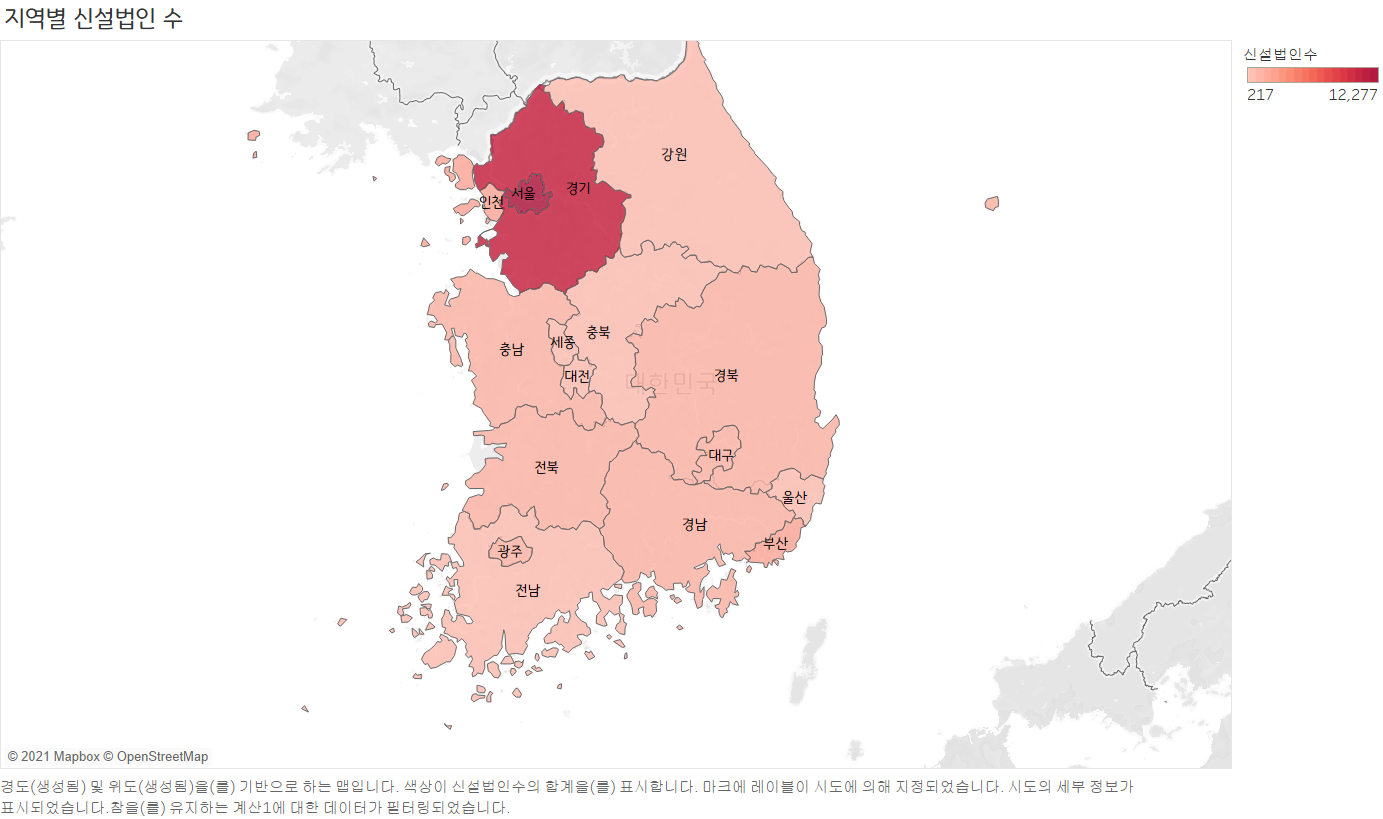 지역별 신설법인 수
신설법인수
217 12,277
강원
서울
경기
인천
충북
세종
충남
대전
대한민국
경북
대구
전북
울산
경남
부산
광주
전남
© 2021 Mapbox © OpenStreetMap
경도(생성됨) 및 위도(생성됨)을(를) 기반으로 하는 맵입니다. 색상이 신설법인수의 합계을(를) 표시합니다. 마크에 레이블이 시도에 의해 지정되었습니다. 시도의 세부 정보가
표시되었습니다.참을(를) 유지하는 계산1에 대한 데이터가 필터링되었습니다.